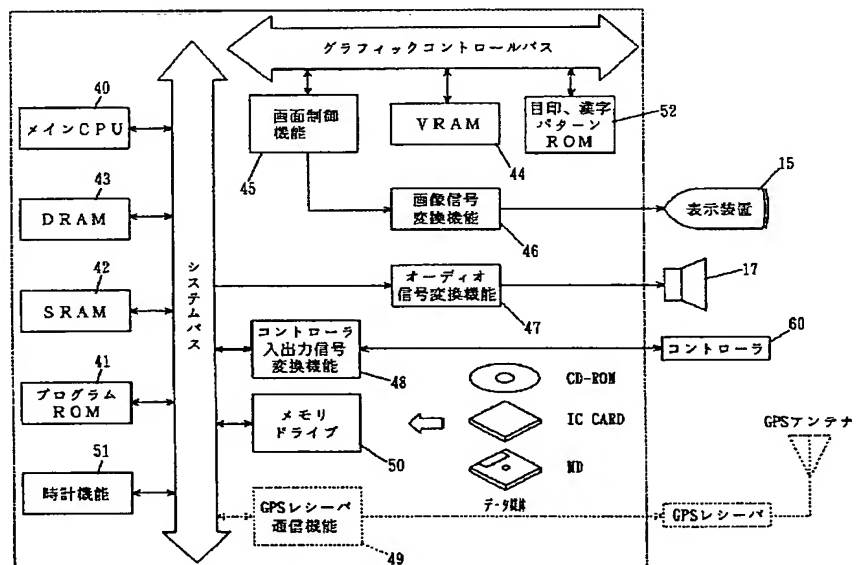 グラフィックコントロールバス
40
メインCPU
43
DRAM
42
SRAM
41
プログラム
ROM
51
時計機能
システムバス
画面制御
機能
45
VRAM
44
目印、漢字
パターン
ROM
52
画像信号
変換機能
46
15
表示装置
オーディオ
信号変換機能
47
17
コントローラ
入出力信号
変換機能
48
コントローラ
60
メモリ
ドライブ
50
CD-ROM
IC CARD
MD
データ媒体
GPSレシーバ
通信機能
49
GPSレシーバ
GPSアンテナ